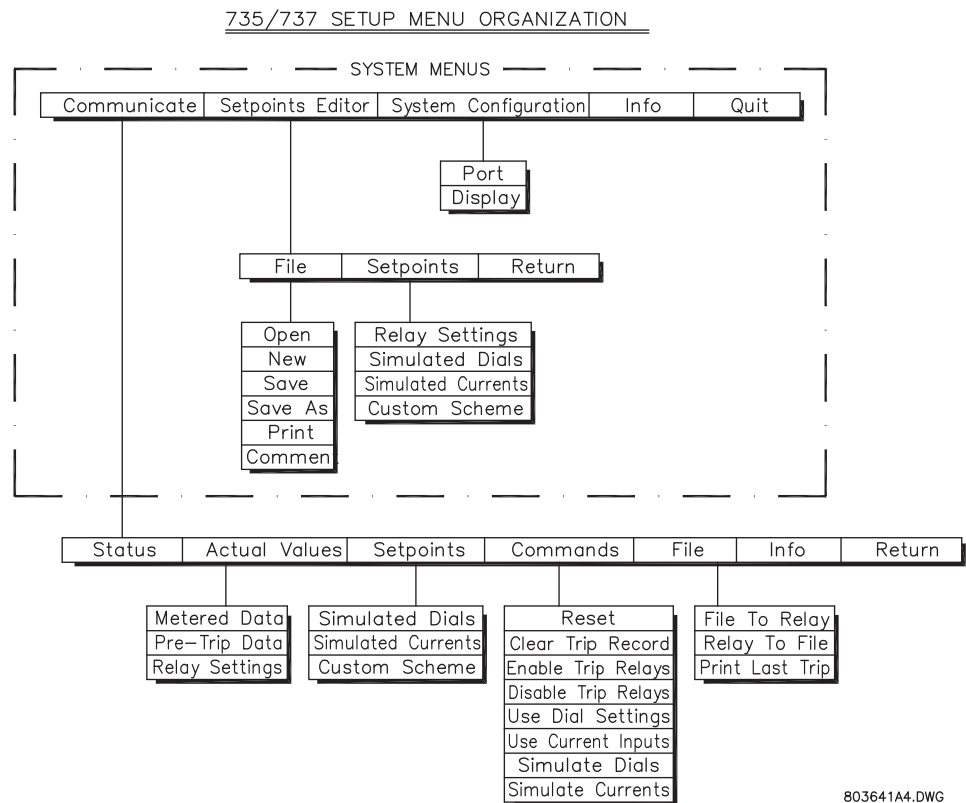 735/737 SETUP MENU ORGANIZATION
SYSTEM MENUS
Communicate Setpoints Editor System Configuration Info Quit
Port
Display
File Setpoints Return
Open
New
Save
Save As
Print
Commen
Relay Settings
Simulated Dials
Simulated Currents
Custom Scheme
Status Actual Values Setpoints Commands File Info Return
Metered Data
Pre-Trip Data
Relay Settings
Simulated Dials
Simulated Currents
Custom Scheme
Reset
Clear Trip Record
Enable Trip Relays
Disable Trip Relays
Use Dial Settings
Use Current Inputs
Simulate Dials
Simulate Currents
File To Relay
Relay To File
Print Last Trip
803641A4.DWG